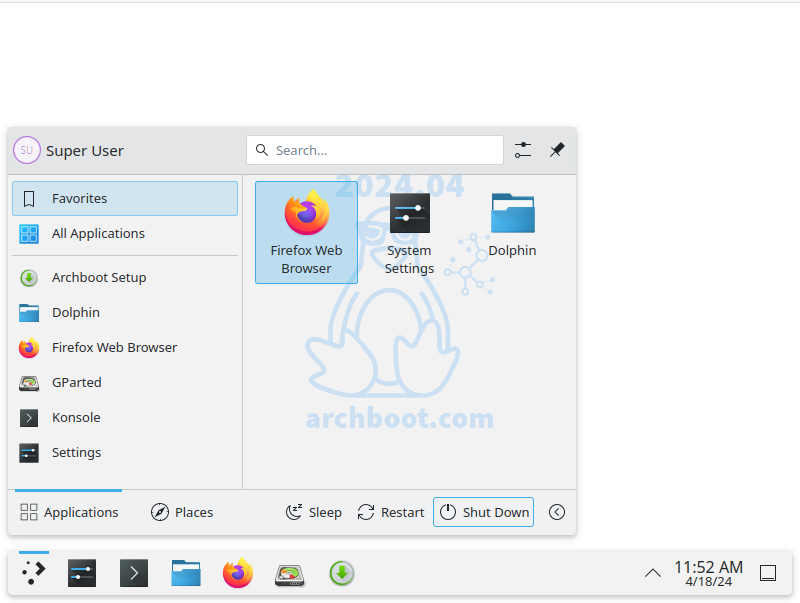 SU
Super User
Search...
2024.04
Favorites
All Applications
Archboot Setup
Dolphin
Firefox Web Browser
GParted
Konsole
Settings
Firefox Web
Browser
System
Settings
Dolphin
archboot.com
Applications
Places
Sleep
Restart
Shut Down
11:52 AM
4/18/24